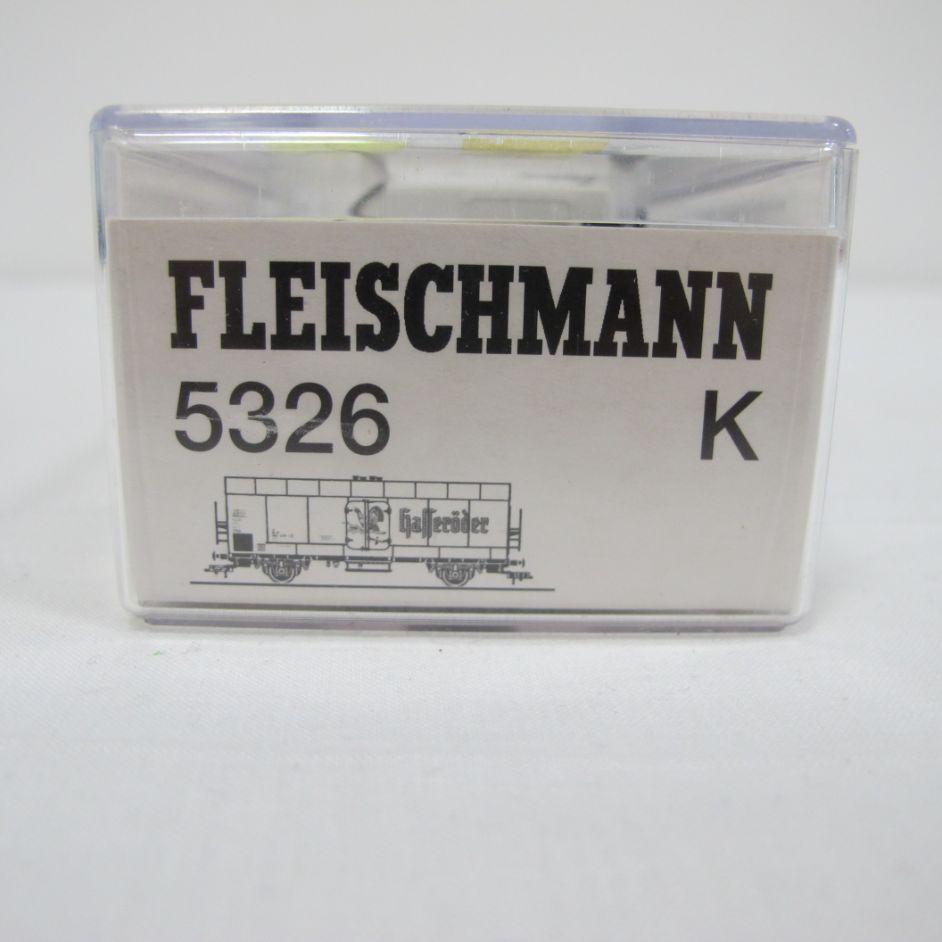 FLEISCHMANN
5326 K
Hasseröder